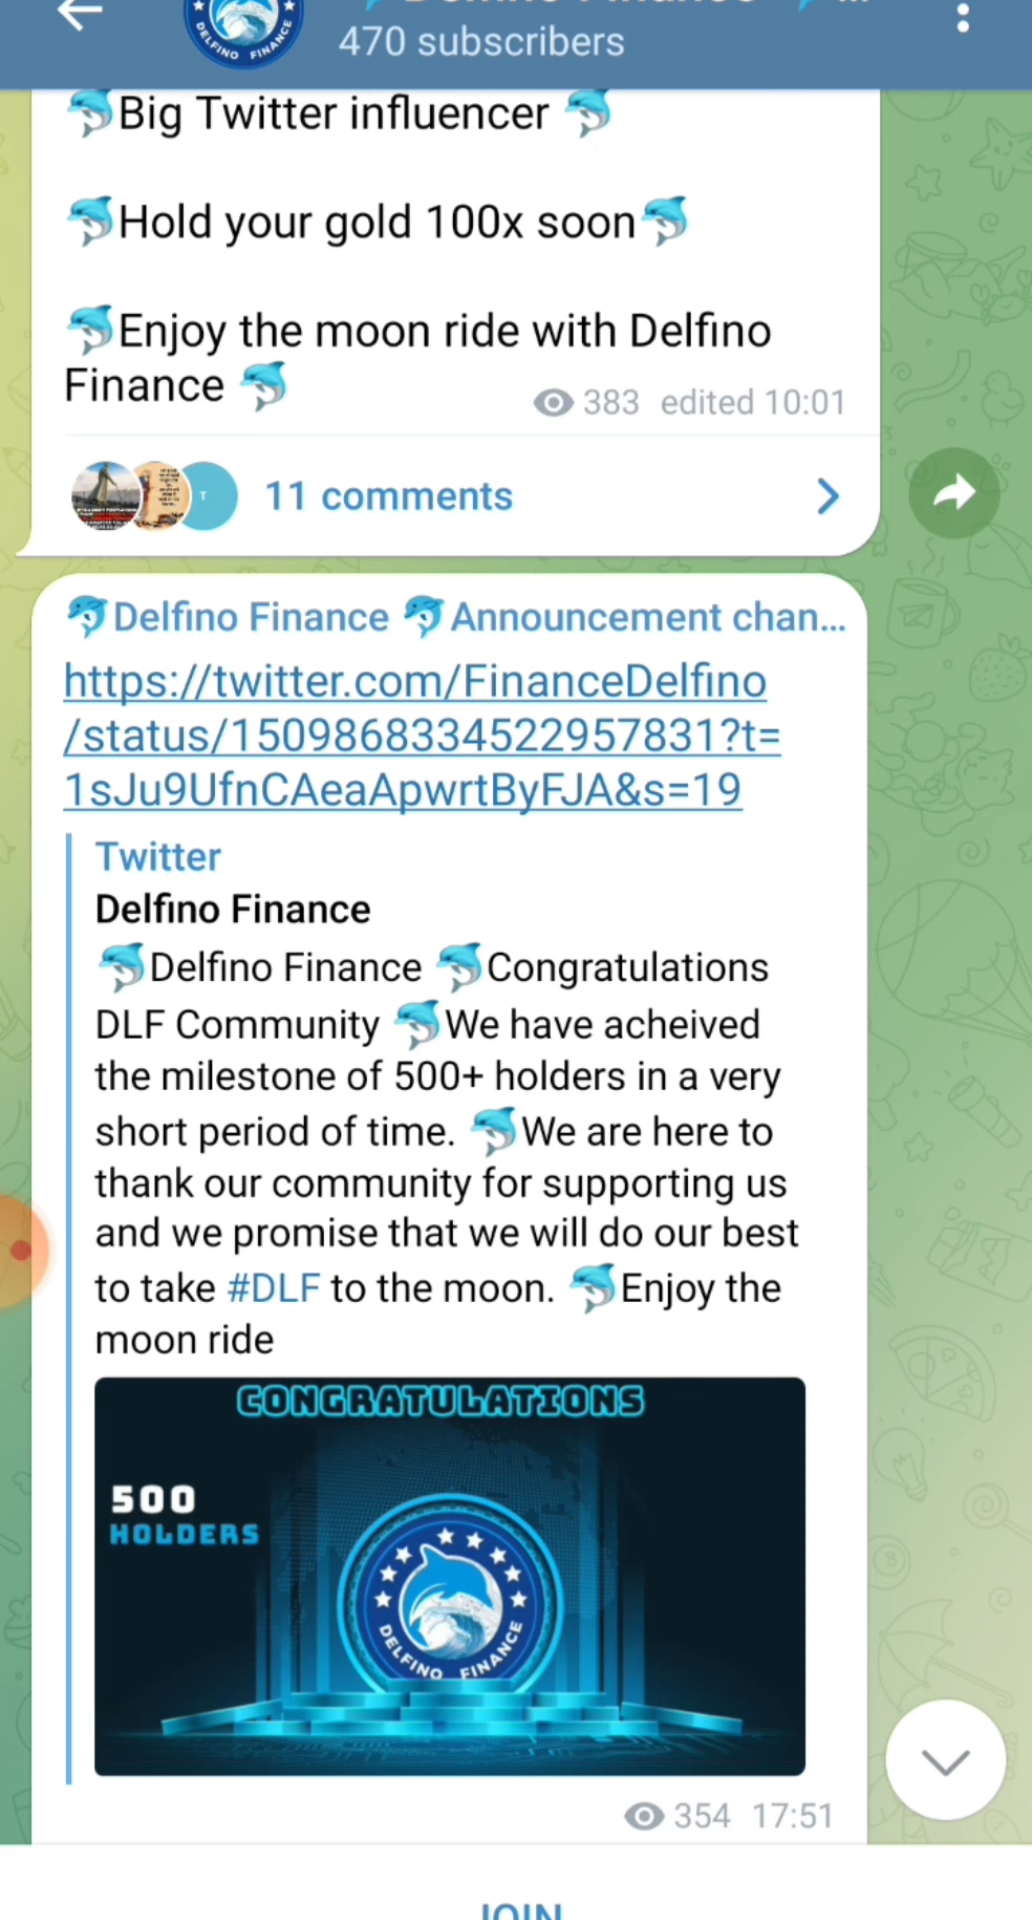 470 subscribers
🐬Big Twitter influencer 🐬
🐬Hold your gold 100x soon🐬
🐬Enjoy the moon ride with Delfino
Finance 🐬
383 edited 10:01
T
11 comments
🐬Delfino Finance 🐬Announcement chan...
https://twitter.com/FinanceDelfino
/status/1509868334522957831?t=
1sJu9UfnCAeaApwrtByFJA&s=19
Twitter
Delfino Finance
🐬Delfino Finance 🐬Congratulations
DLF Community 🐬We have acheived
the milestone of 500+ holders in a very
short period of time. 🐬We are here to
thank our community for supporting us
and we promise that we will do our best
to take #DLF to the moon. 🐬Enjoy the
moon ride
CONGRATULATIONS
500
HOLDERS
DELFINO FINANCE
354 17:51
JOIN